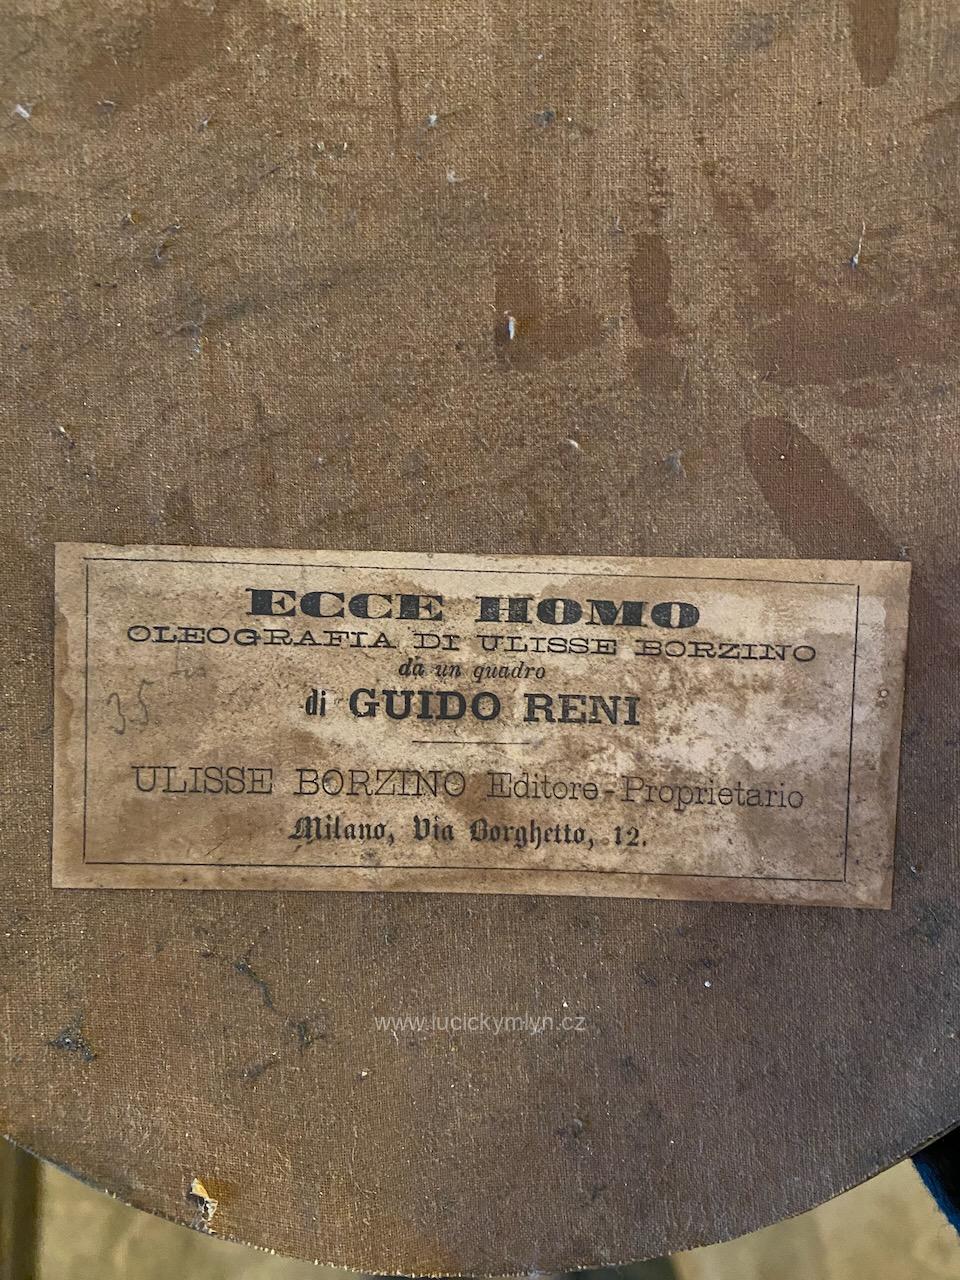 ECCE HOMO
OLEOGRAFIA DI ULISSE BORZINO
da un quadro
di GUIDO RENI
35
ULISSE BORZINO Editore-Proprietario
Milano, Via Borghetto, 12.
www.lucickymlyn.cz